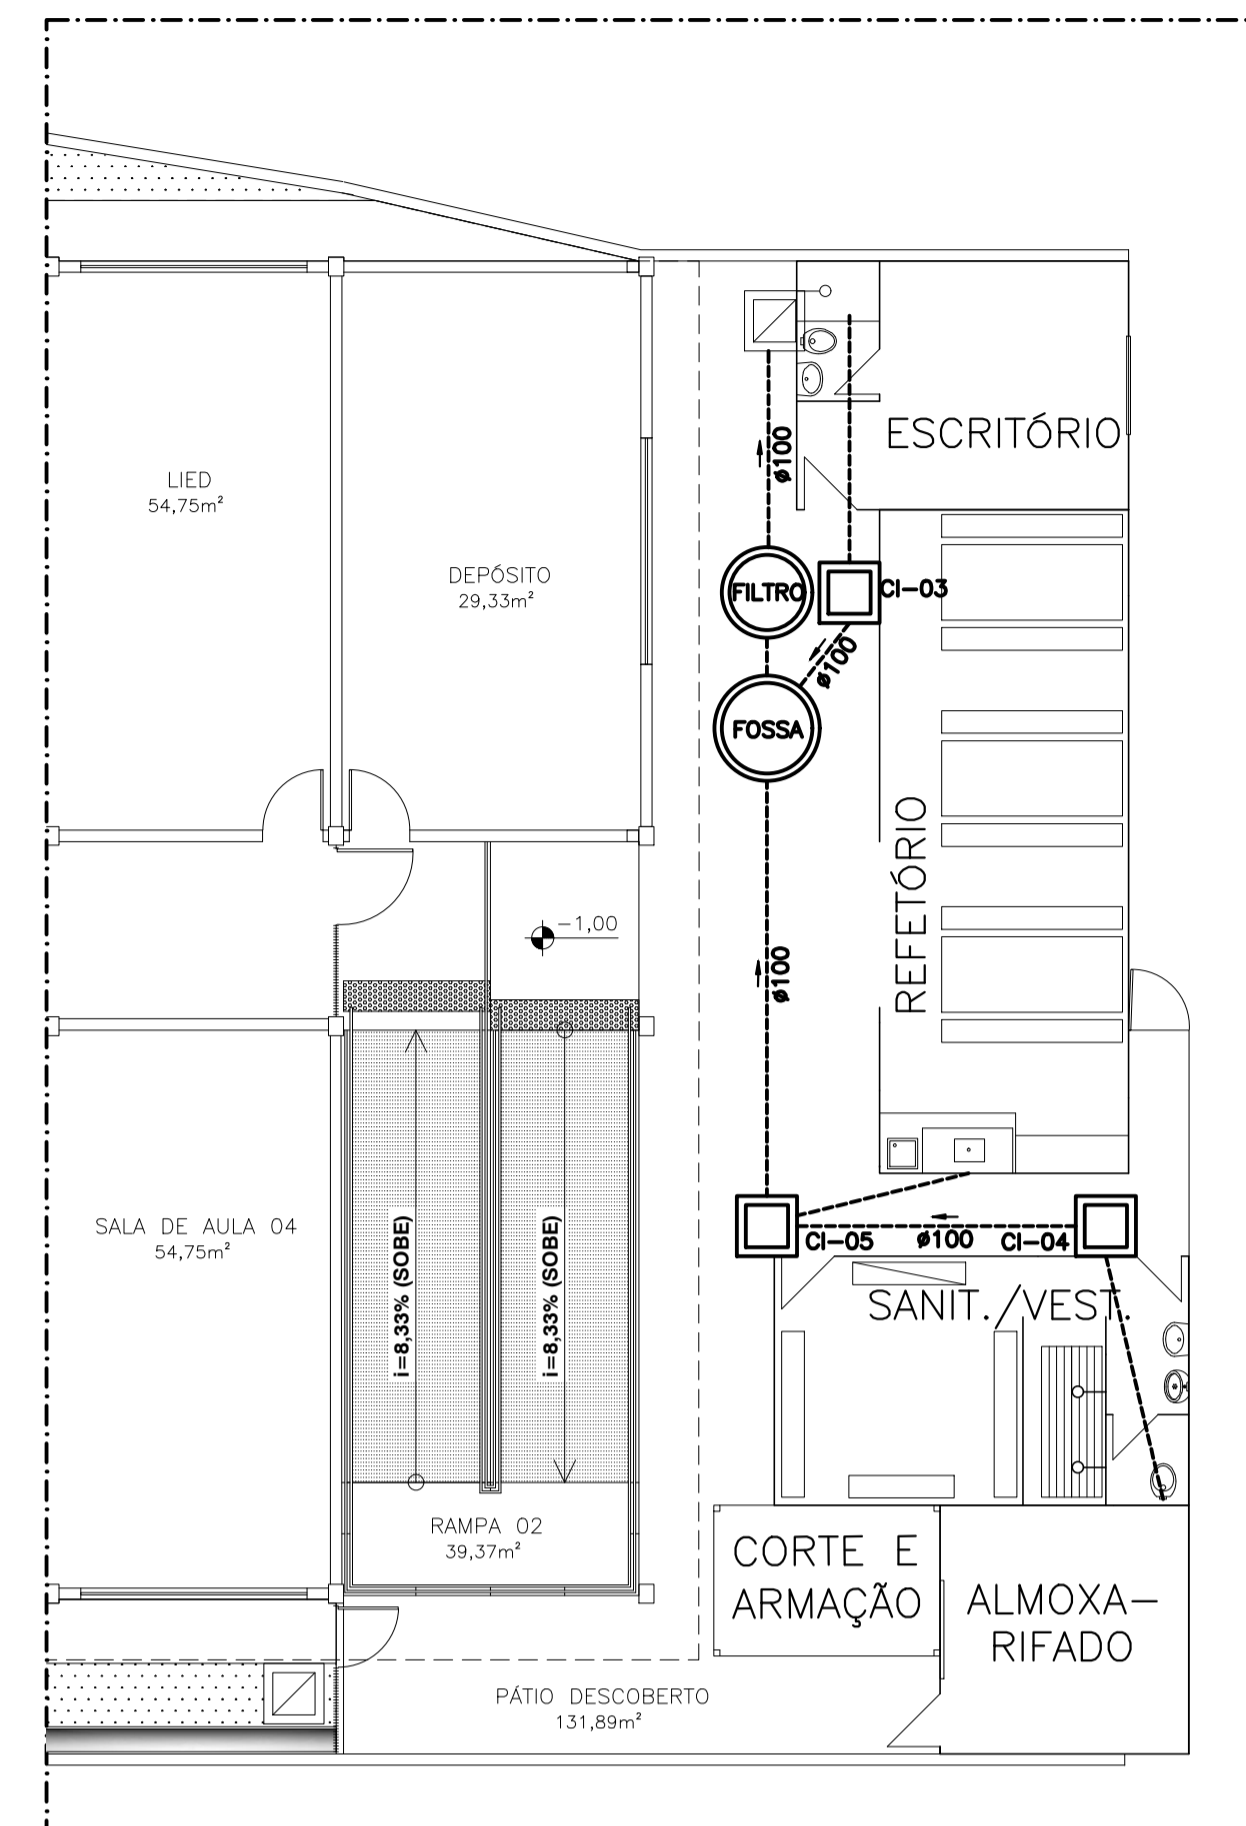 ESCRITÓRIO
ø100
LIED
54,75m²
DEPÓSITO
29,33m²
FILTRO
CI-03
ø100
FOSSA
REFETÓRIO
-1,00
ø100
SALA DE AULA 04
54,75m²
i=8,33% (SOBE)
i=8,33% (SOBE)
CI-05
ø100
CI-04
SANIT./VEST.
RAMPA 02
39,37m²
CORTE E
ARMAÇÃO
ALMOXA-
RIFADO
PÁTIO DESCOBERTO
131,89m²